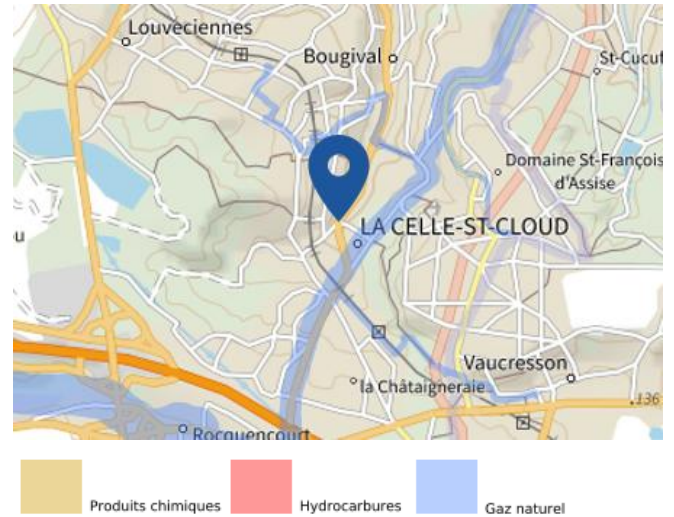 Louveciennes
Bougival
St-Cucuf
Domaine St-François
d'Assise
u
LA CELLE-ST-CLOUD
Vaucresson
la Châtaigneraie
136
Rocquencourt
Produits chimiques
Hydrocarbures
Gaz naturel